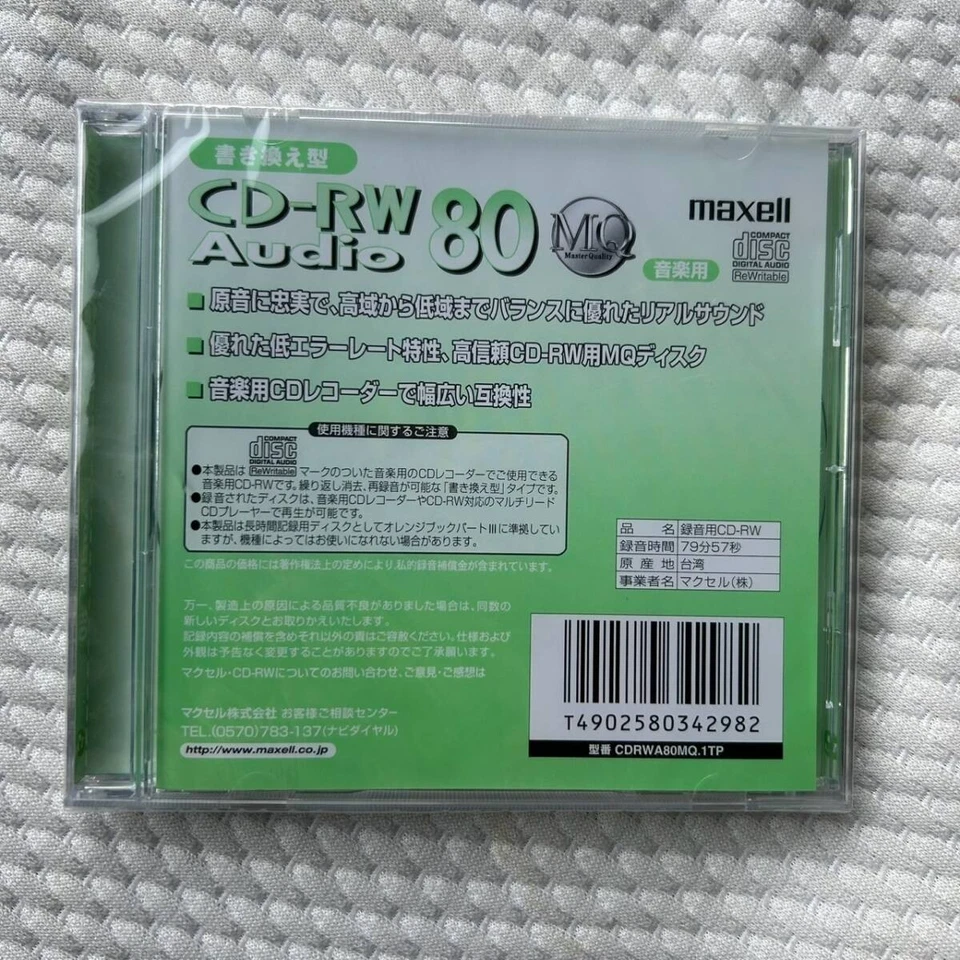 書き換え型
CD-RW
Audio 80
MQ
Master Quality
maxell
COMPACT
disc
DIGITAL AUDIO
ReWritable
音楽用
■ 原音に忠実で、高域から低域までバランスに優れたリアルサウンド
■ 優れた低エラーレート特性、高信頼CD-RW用MQディスク
■ 音楽用CDレコーダーで幅広い互換性
使用機種に関するご注意
●本製品は COMPACT disc DIGITAL AUDIO ReWritable マークのついた音楽用のCDレコーダーでご使用できる
音楽用CD-RWです。繰り返し消去、再録音が可能な「書き換え型」タイプです。
●録音されたディスクは、音楽用CDレコーダーやCD-RW対応のマルチリード
CDプレーヤーで再生が可能です。
●本製品は長時間記録用ディスクとしてオレンジブックパートⅢに準拠してい
ますが、機種によってはお使いになれない場合があります。
この商品の価格には著作権法上の定めにより、私的録音補償金が含まれています。
品名 録音用CD-RW
録音時間 79分57秒
原産地 台湾
事業者名 マクセル(株)
万一、製造上の原因による品質不良がありました場合は、同数の
新しいディスクとお取りかえいたします。
記録内容の補償を含めそれ以外の責はご容赦ください。仕様および
外観は予告なく変更することがありますのでご了承願います。
マクセル・CD-RWについてのお問い合わせ、ご意見・ご感想は
マクセル株式会社 お客様ご相談センター
TEL.(0570)783-137(ナビダイヤル)
http://www.maxell.co.jp
T4902580342982
型番 CDRWA80MQ.1TP